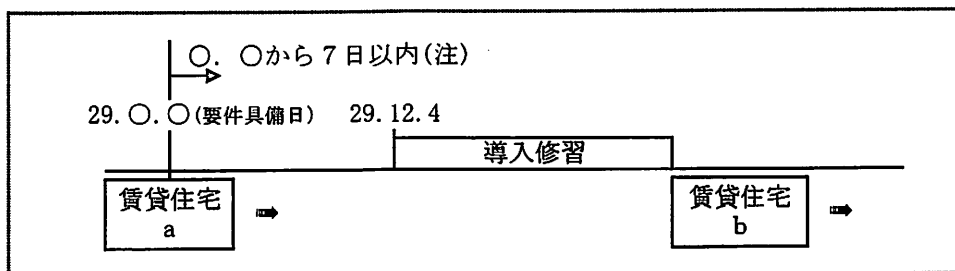 ○. ○から7日以内(注)
29.○.○(要件具備日) 29.12.4
導入修習
賃貸住宅
a
賃貸住宅
b